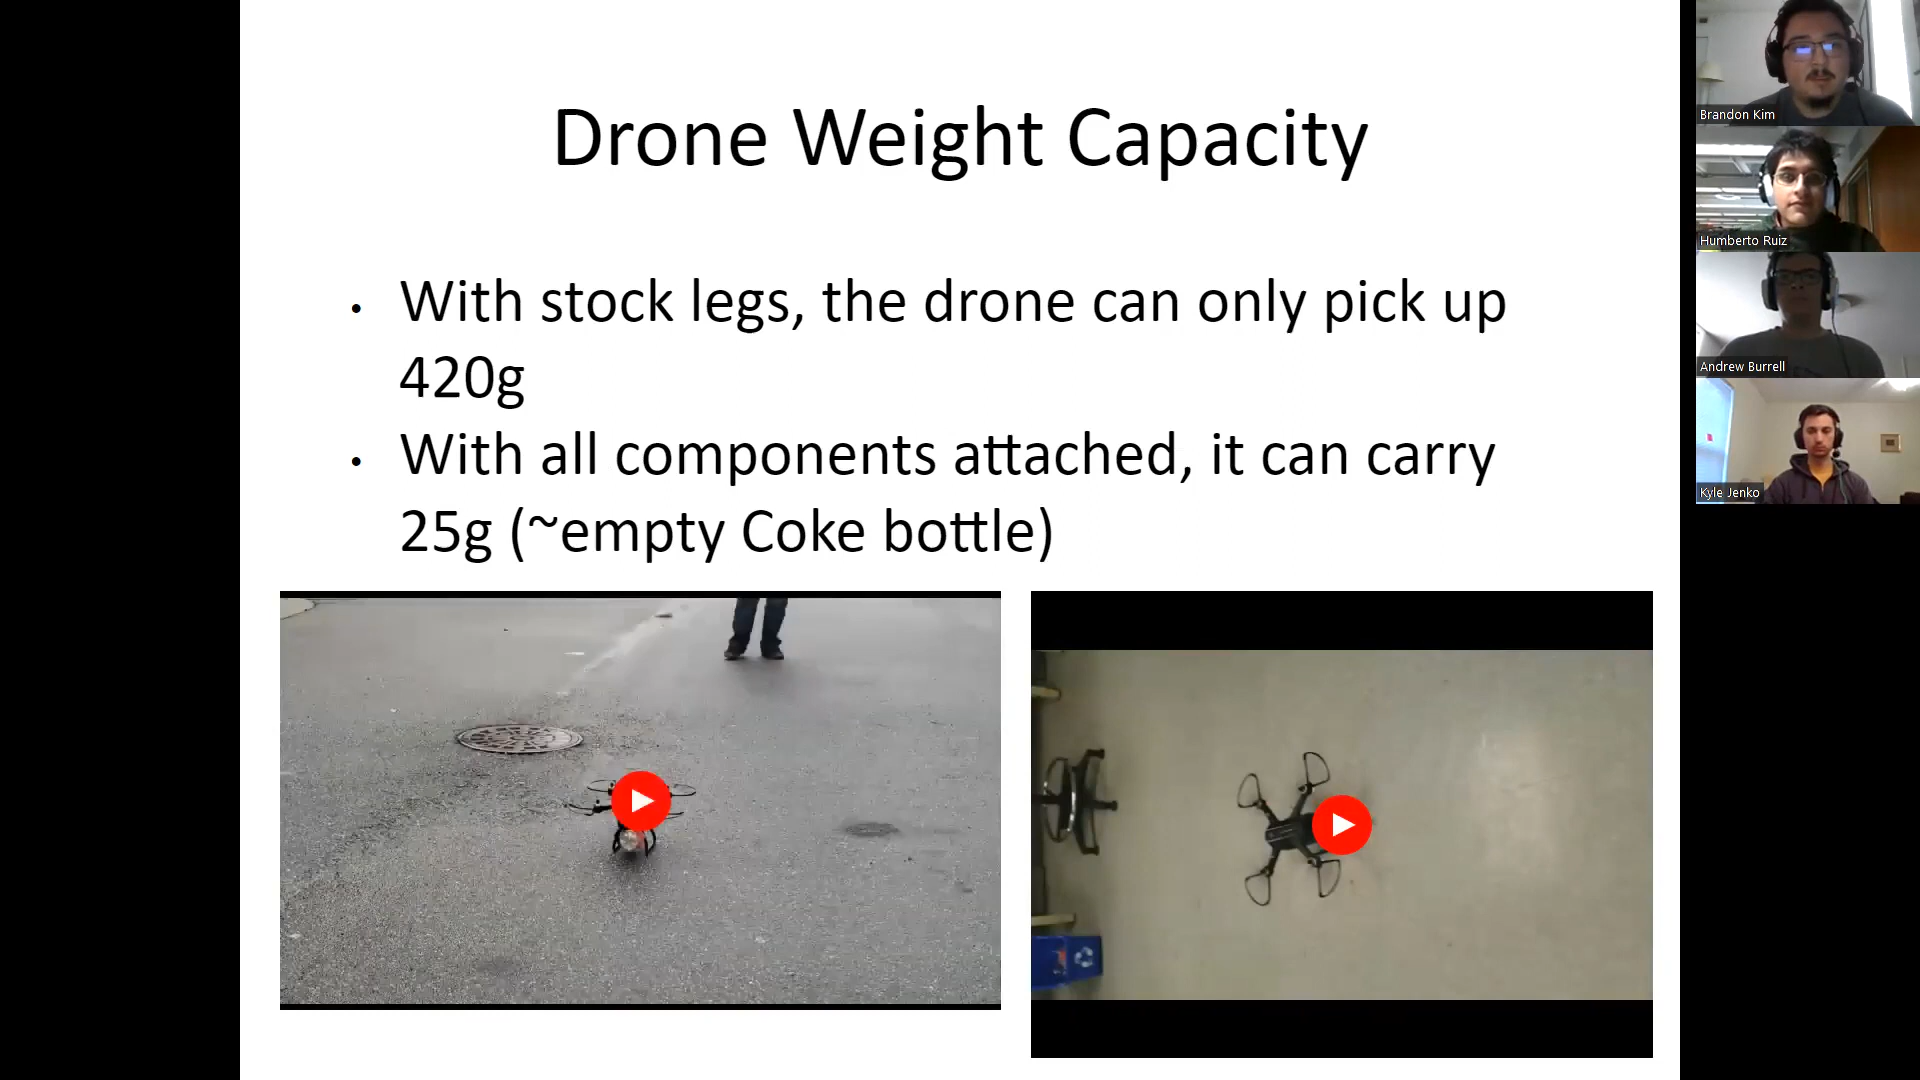 Drone Weight Capacity
• With stock legs, the drone can only pick up
420g
• With all components attached, it can carry
25g (~empty Coke bottle)
Brandon Kim
Humberto Ruiz
Andrew Burrell
Kyle Jenko